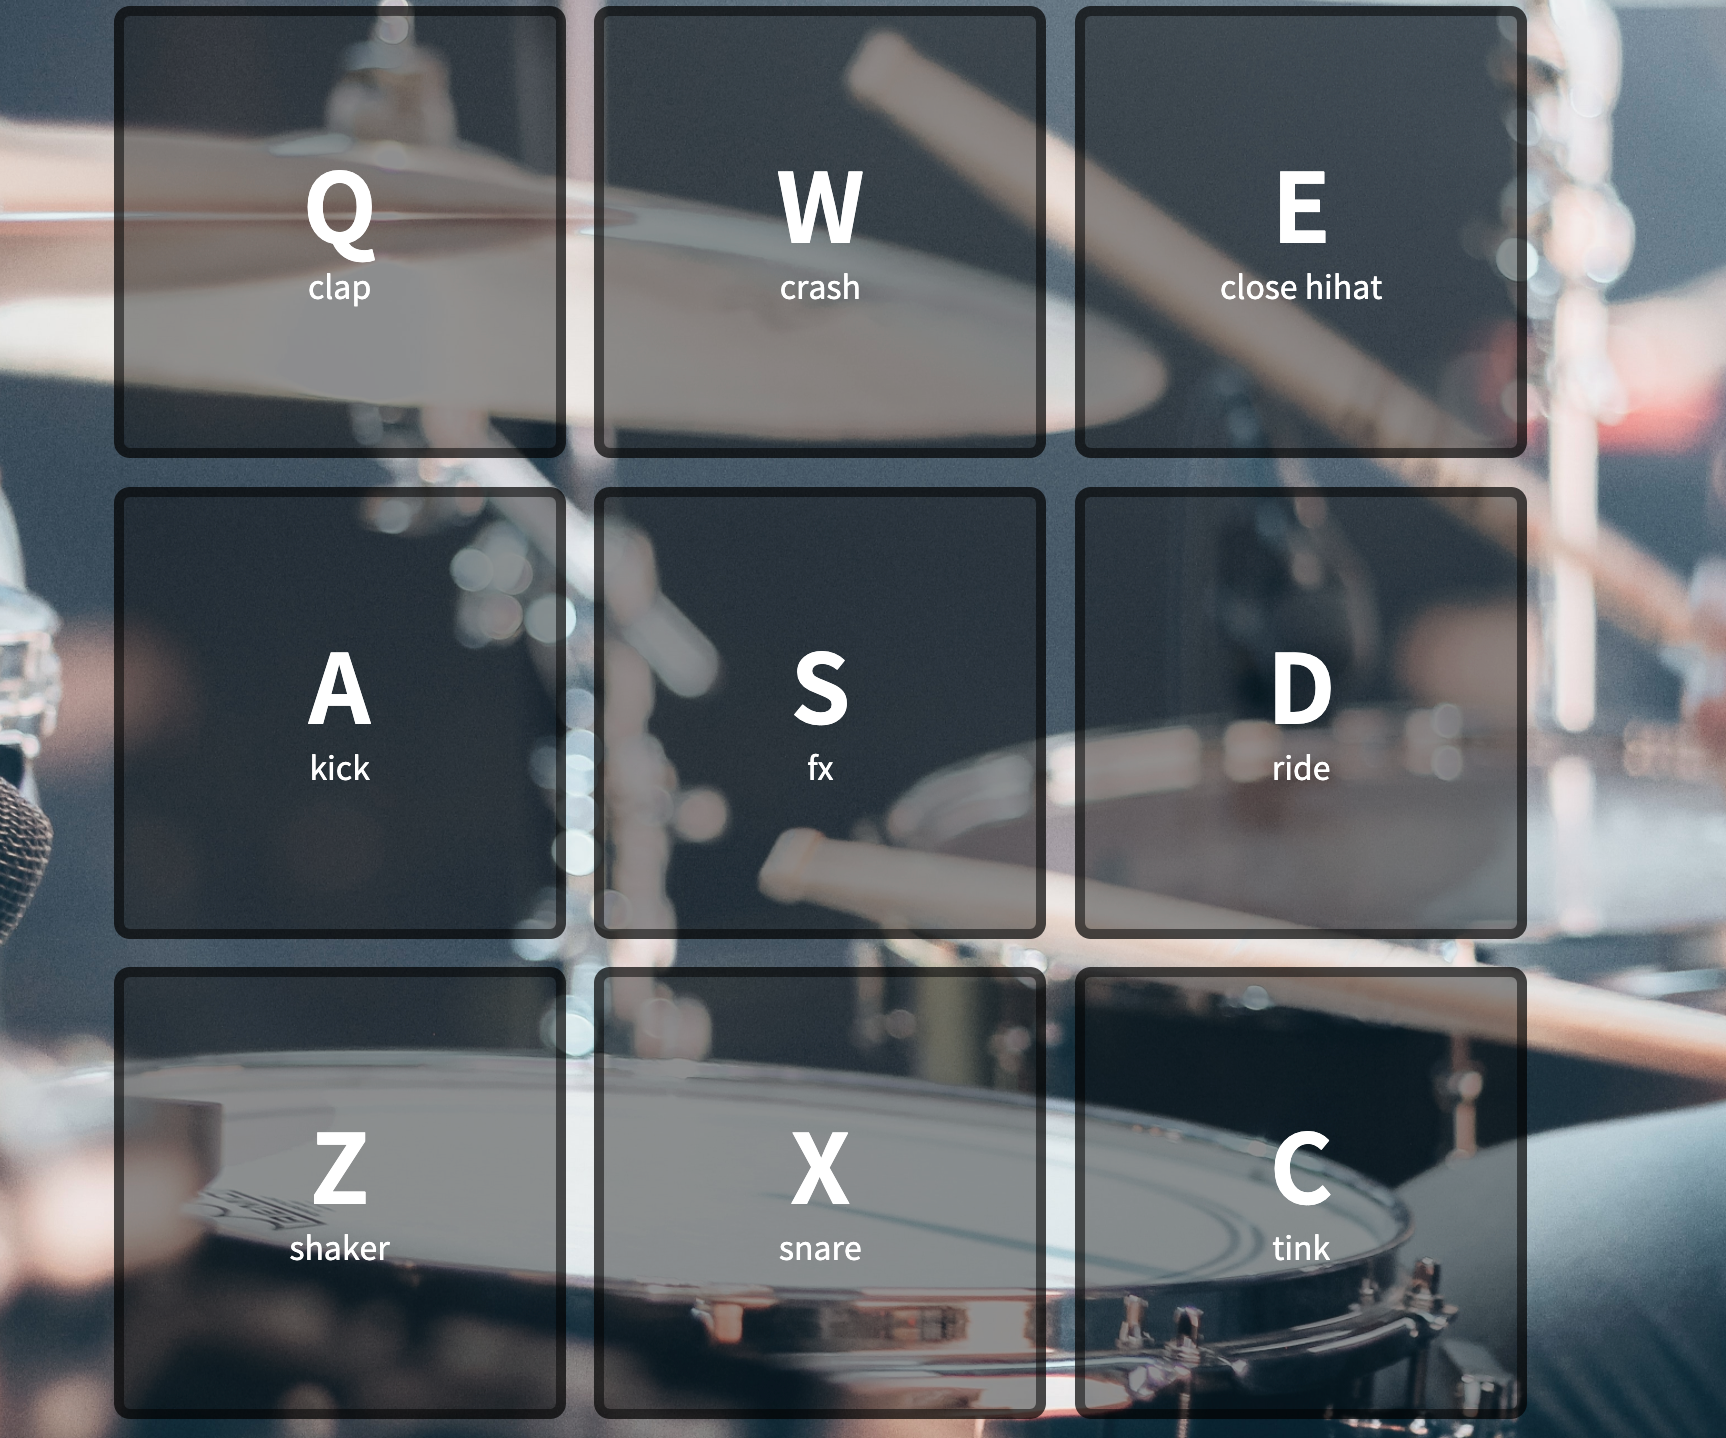 Q
clap
W
crash
E
close hihat
A
kick
S
fx
D
ride
Z
shaker
X
snare
C
tink